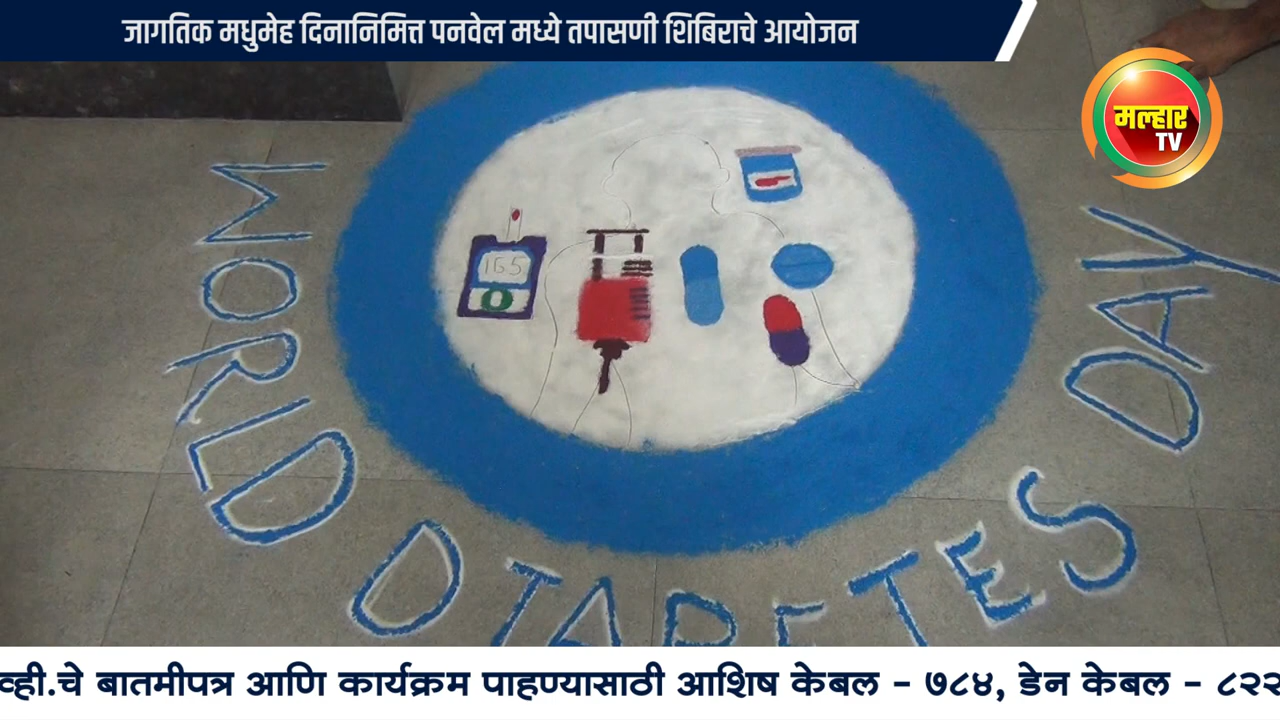 जागतिक मधुमेह दिनानिमित्त पनवेल मध्ये तपासणी शिबिराचे आयोजन
मल्हार
TV
165
WORLD DIABETES DAY
व्ही.चे बातमीपत्र आणि कार्यक्रम पाहण्यासाठी आशिष केबल - ७८४, डेन केबल - ८२२